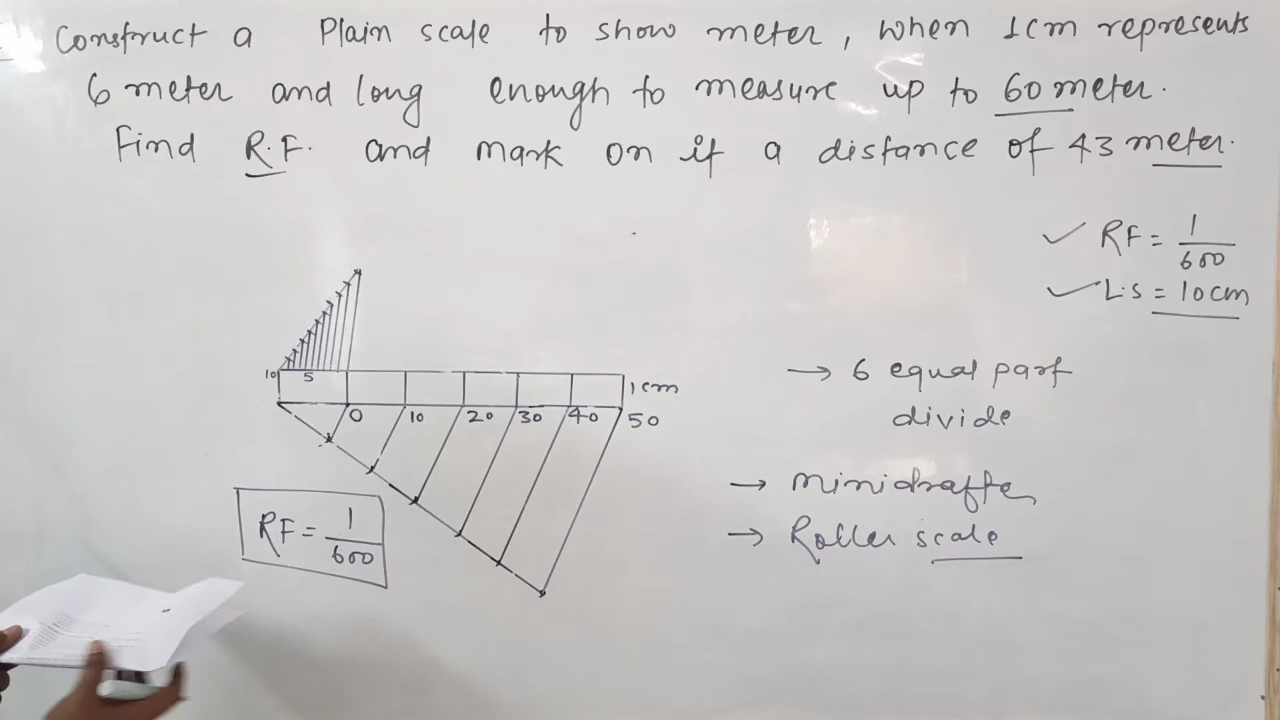 Construct a Plain scale to show meter, when 1cm represents
6 meter and long enough to measure up to 60 meter.
Find R.F. and mark on it a distance of 43 meter.
RF = 1/600
L.S = 10cm
→ 6 equal part
divide
10 5
1cm
0 10 20 30 40 50
→ minidrafter
→ Roller scale
RF = 1/600